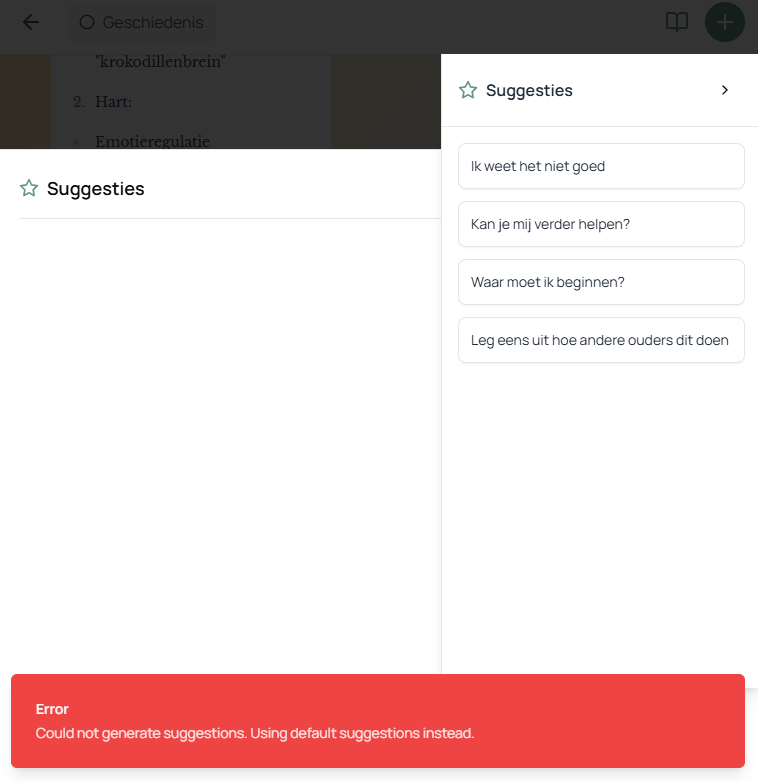 Geschiedenis
"krokodillenbrein"
2. Hart:
Emotieregulatie
Suggesties
Suggesties
Ik weet het niet goed
Kan je mij verder helpen?
Waar moet ik beginnen?
Leg eens uit hoe andere ouders dit doen
Error
Could not generate suggestions. Using default suggestions instead.